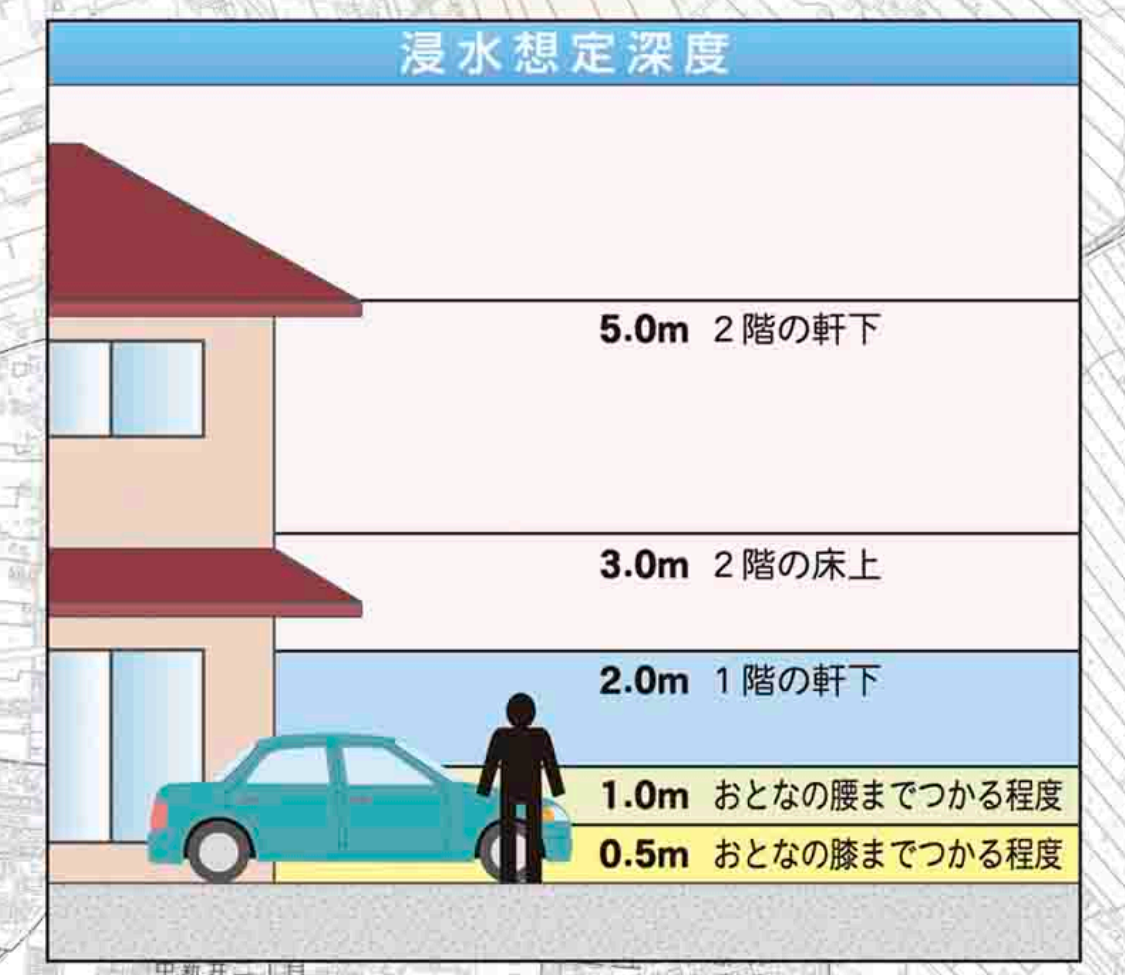 浸水想定深度
5.0m 2階の軒下
3.0m 2階の床上
2.0m 1階の軒下
1.0m おとなの腰までつかる程度
0.5m おとなの膝までつかる程度